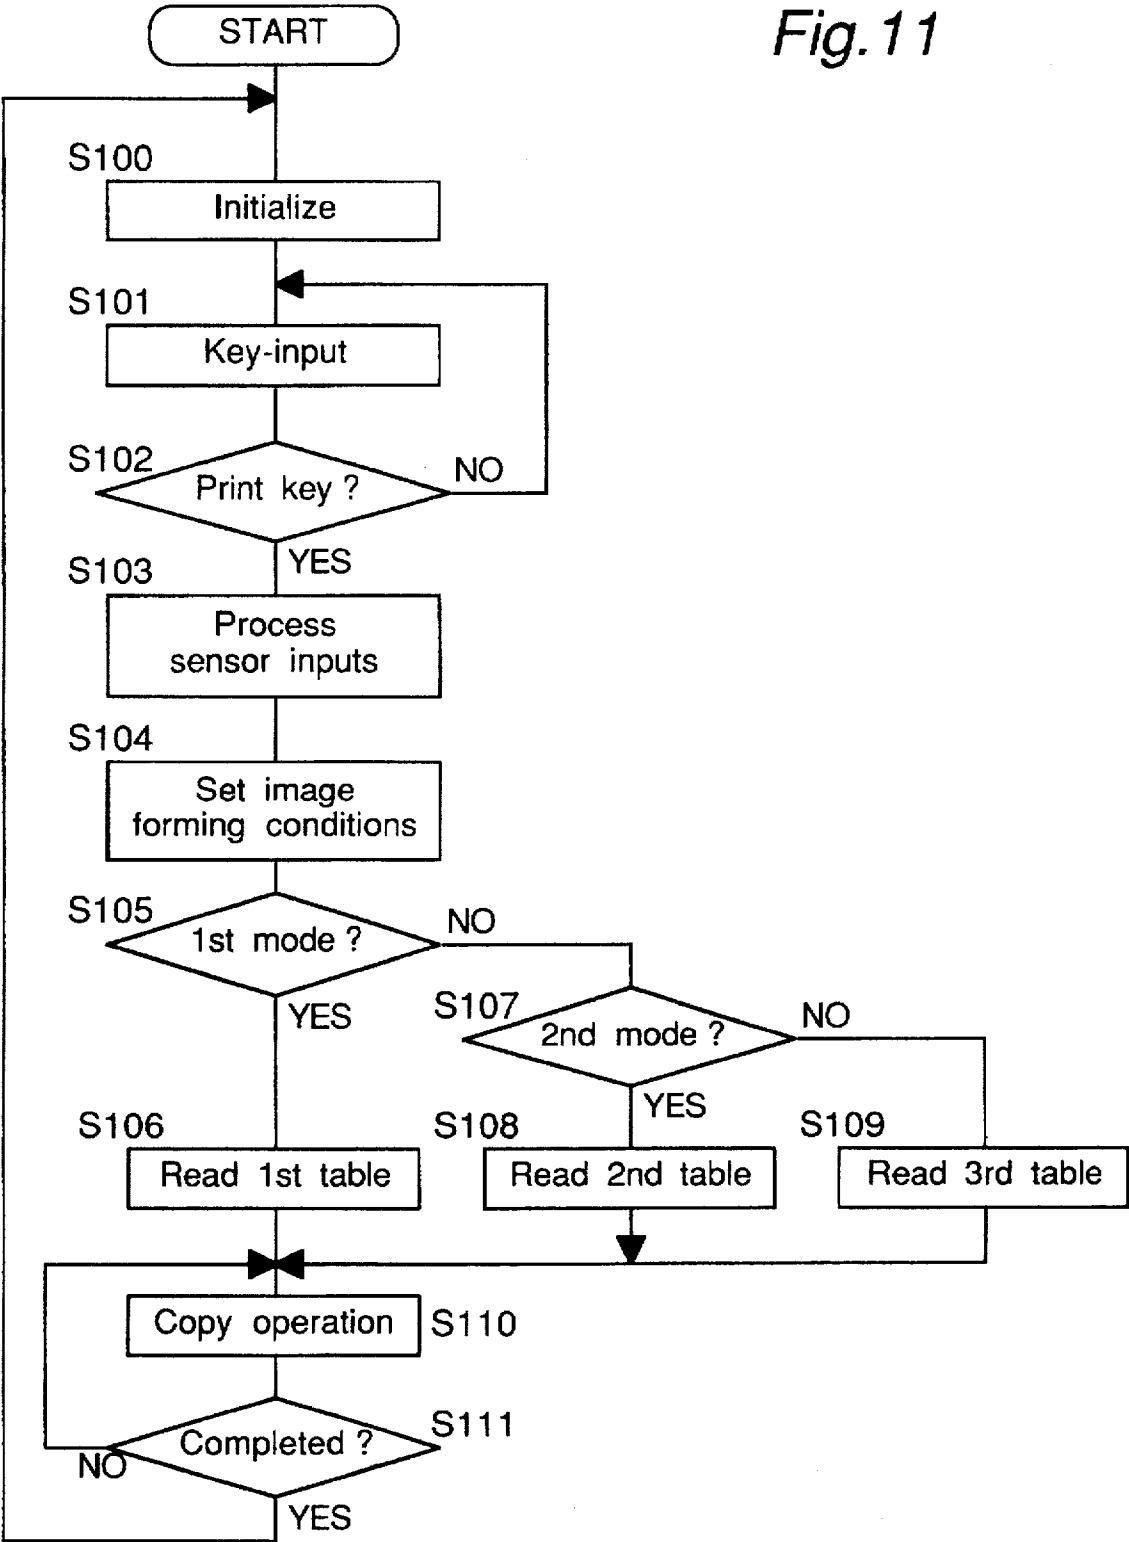 START
Fig.11
S100
Initialize
S101
Key-input
S102
Print key ?
NO
YES
S103
Process
sensor inputs
S104
Set image
forming conditions
S105
1st mode ?
NO
YES
S107
2nd mode ?
NO
YES
S106
Read 1st table
S108
Read 2nd table
S109
Read 3rd table
Copy operation
S110
Completed ?
S111
NO
YES